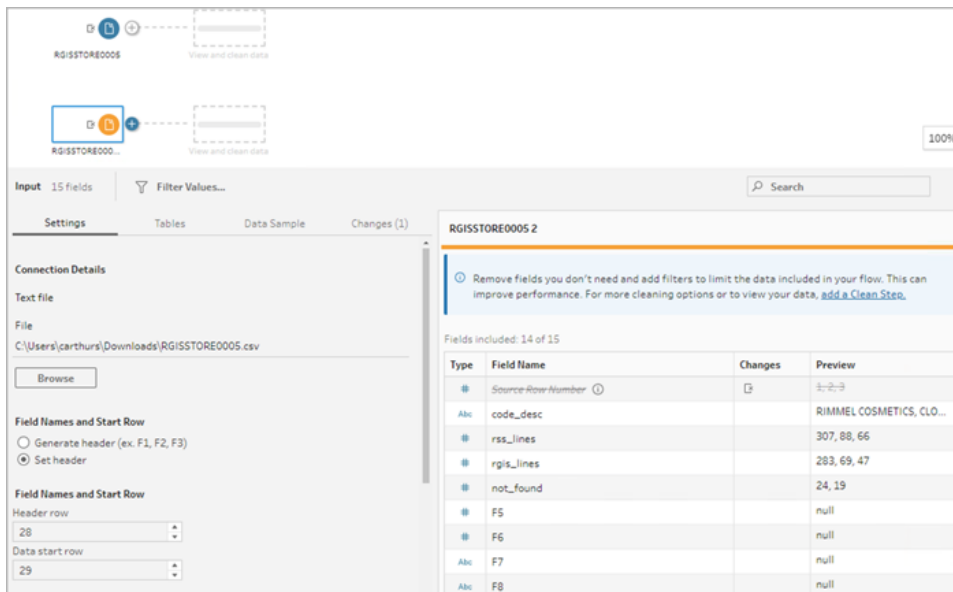 RGISSTORE0005
View and clean data
RGISSTORE000...
View and clean data
100%
Input 15 fields Filter Values...
Search
Settings Tables Data Sample Changes (1)
Connection Details
Text file
File
C:\Users\carthurs\Downloads\RGISSTORE0005.csv
Browse
Field Names and Start Row
Generate header (ex. F1, F2, F3)
Set header
Field Names and Start Row
Header row
28
Data start row
29
RGISSTORE0005 2
Remove fields you don't need and add filters to limit the data included in your flow. This can
improve performance. For more cleaning options or to view your data, add a Clean Step.
Fields included: 14 of 15
Type Field Name Changes Preview
# Source Row Number 1, 2, 3
Abc code_desc RIMMEL COSMETICS, CLO...
# rss_lines 307, 88, 66
# rgis_lines 283, 69, 47
# not_found 24, 19
# F5 null
# F6 null
Abc F7 null
Abc F8 null